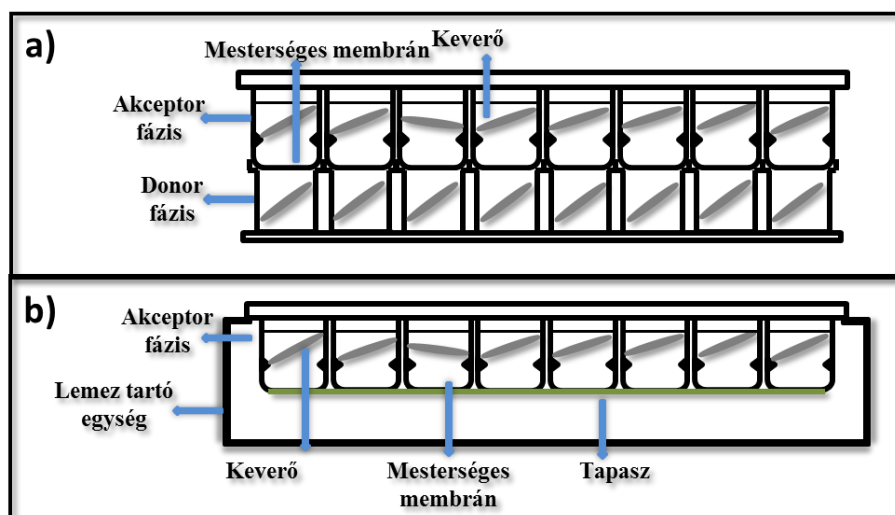 a)
Mesterséges membrán
Keverő
Akceptor
fázis
Donor
fázis
b)
Akceptor
fázis
Lemez tartó
egység
Keverő
Mesterséges
membrán
Tapasz